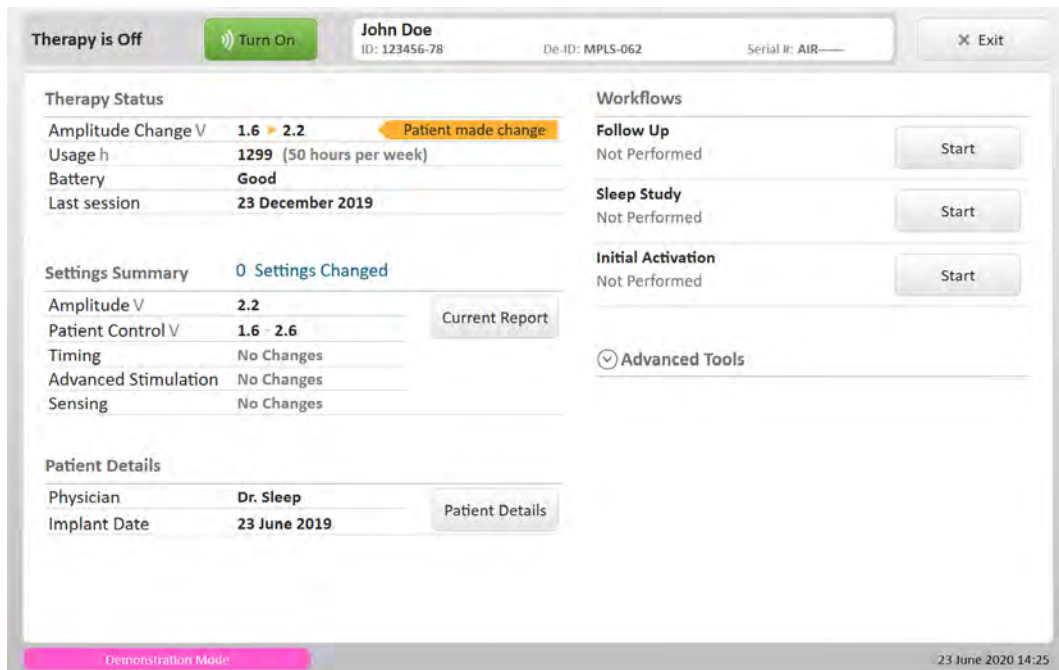 Therapy is Off
Turn On
John Doe
ID: 123456-78 De-ID: MPLS-062 Serial #: AIR------
× Exit
Therapy Status
Amplitude Change V 1.6 ▸ 2.2 Patient made change
Usage h 1299 (50 hours per week)
Battery Good
Last session 23 December 2019
Settings Summary 0 Settings Changed
Amplitude V 2.2
Patient Control V 1.6 - 2.6
Timing No Changes
Advanced Stimulation No Changes
Sensing No Changes
Current Report
Patient Details
Physician Dr. Sleep
Implant Date 23 June 2019
Patient Details
Workflows
Follow Up
Not Performed
Start
Sleep Study
Not Performed
Start
Initial Activation
Not Performed
Start
Advanced Tools
Demonstration Mode
23 June 2020 14:25